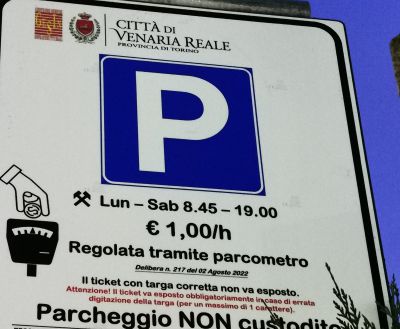 CITTÀ DI
VENARIA REALE
PROVINCIA DI TORINO
P
Lun – Sab 8.45 – 19.00
€ 1,00/h
Regolata tramite parcometro
Delibera n. 217 del 02 Agosto 2022
Il ticket con targa corretta non va esposto.
Attenzione! Il ticket va esposto obbligatoriamente in caso di errata
digitazione della targa (per un massimo di 1 carattere).
Parcheggio NON custodito